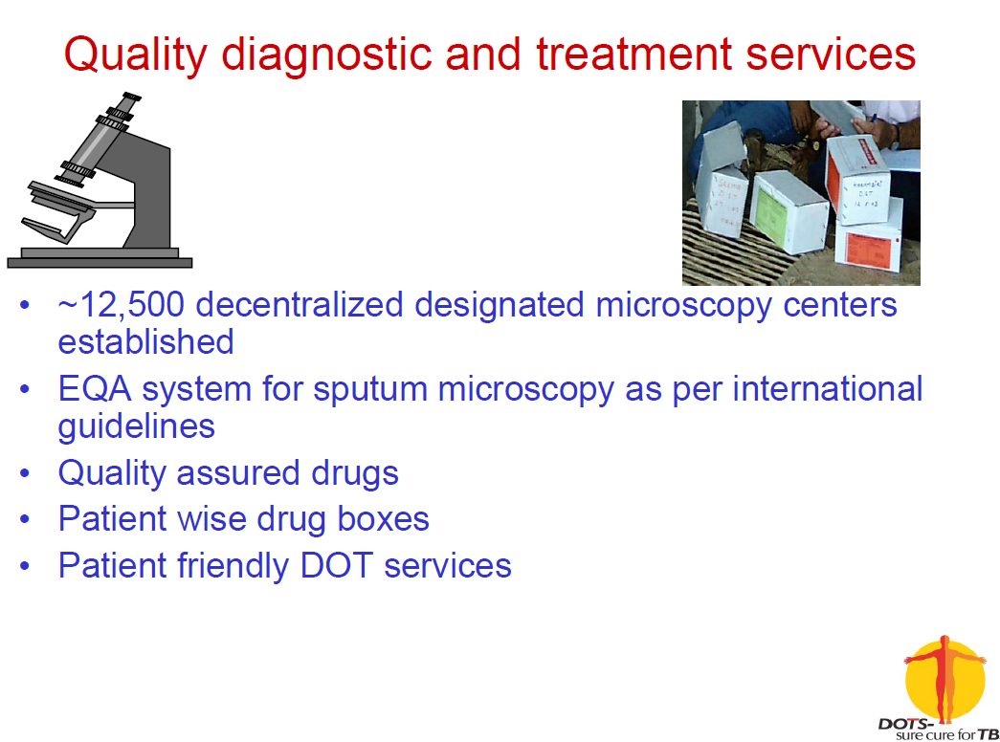 Quality diagnostic and treatment services
• ~12,500 decentralized designated microscopy centers
established
• EQA system for sputum microscopy as per international
guidelines
• Quality assured drugs
• Patient wise drug boxes
• Patient friendly DOT services
DOTS-
sure cure for TB